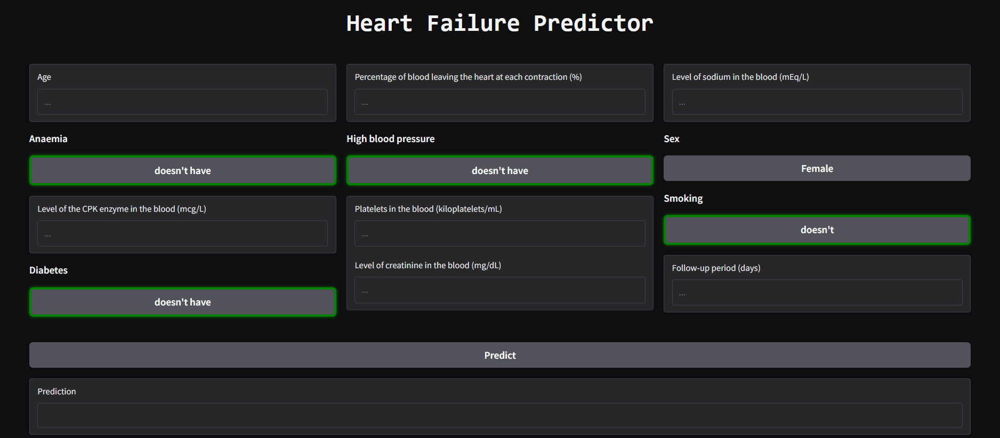 Heart Failure Predictor
Age
...
Anaemia
doesn't have
Level of the CPK enzyme in the blood (mcg/L)
...
Diabetes
doesn't have
Percentage of blood leaving the heart at each contraction (%)
...
High blood pressure
doesn't have
Platelets in the blood (kiloplatelets/mL)
...
Level of creatinine in the blood (mg/dL)
...
Level of sodium in the blood (mEq/L)
...
Sex
Female
Smoking
doesn't
Follow-up period (days)
...
Predict
Prediction